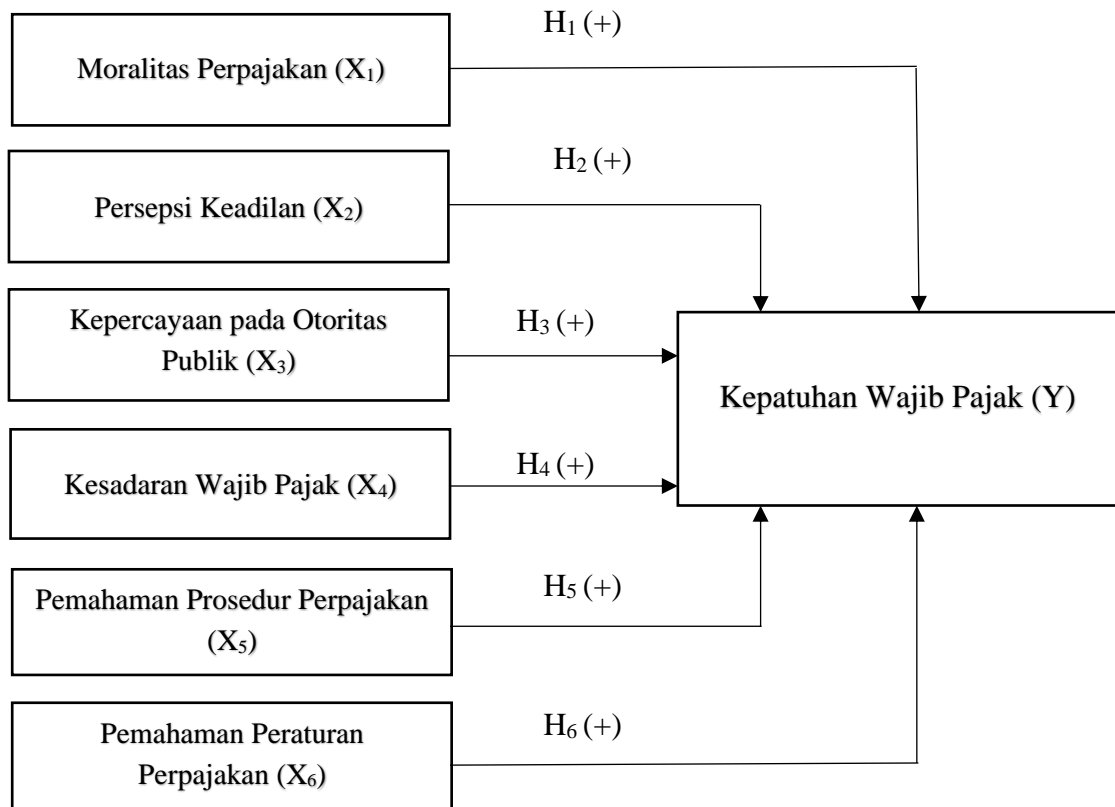 H₁ (+)
Moralitas Perpajakan (X₁)
H₂ (+)
Persepsi Keadilan (X₂)
Kepercayaan pada Otoritas
Publik (X₃)
H₃ (+)
Kepatuhan Wajib Pajak (Y)
Kesadaran Wajib Pajak (X₄)
H₄ (+)
Pemahaman Prosedur Perpajakan
(X₅)
H₅ (+)
Pemahaman Peraturan
Perpajakan (X₆)
H₆ (+)